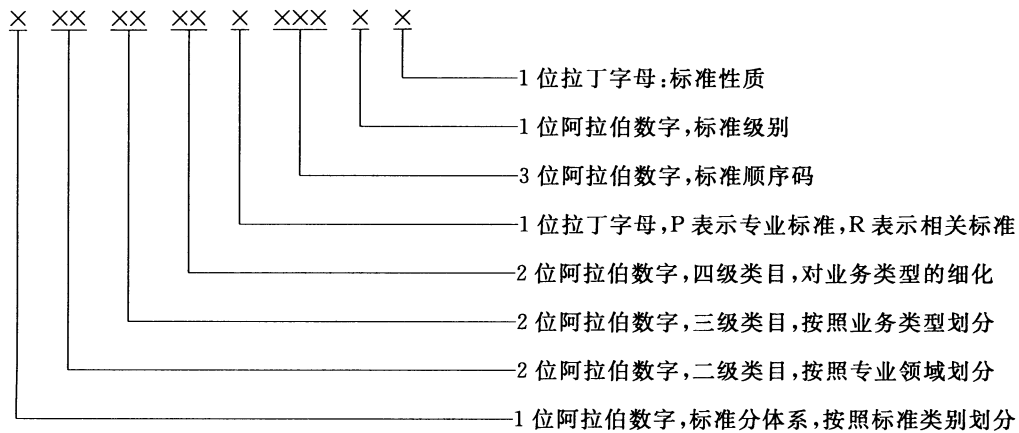 × ×× ×× ×× × ××× × ×
1位拉丁字母:标准性质
1位阿拉伯数字,标准级别
3位阿拉伯数字,标准顺序码
1位拉丁字母,P表示专业标准,R表示相关标准
2位阿拉伯数字,四级类目,对业务类型的细化
2位阿拉伯数字,三级类目,按照业务类型划分
2位阿拉伯数字,二级类目,按照专业领域划分
1位阿拉伯数字,标准分体系,按照标准类别划分